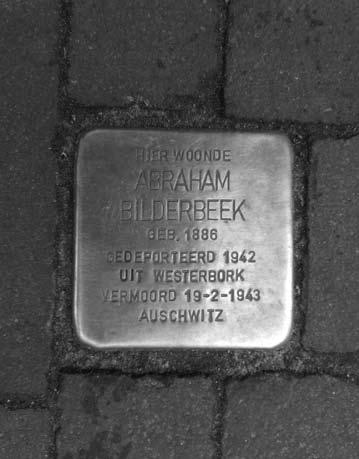 HIER WOONDE
ABRAHAM
v. BILDERBEEK
GEB. 1886
GEDEPORTEERD 1942
UIT WESTERBORK
VERMOORD 19-2-1943
AUSCHWITZ